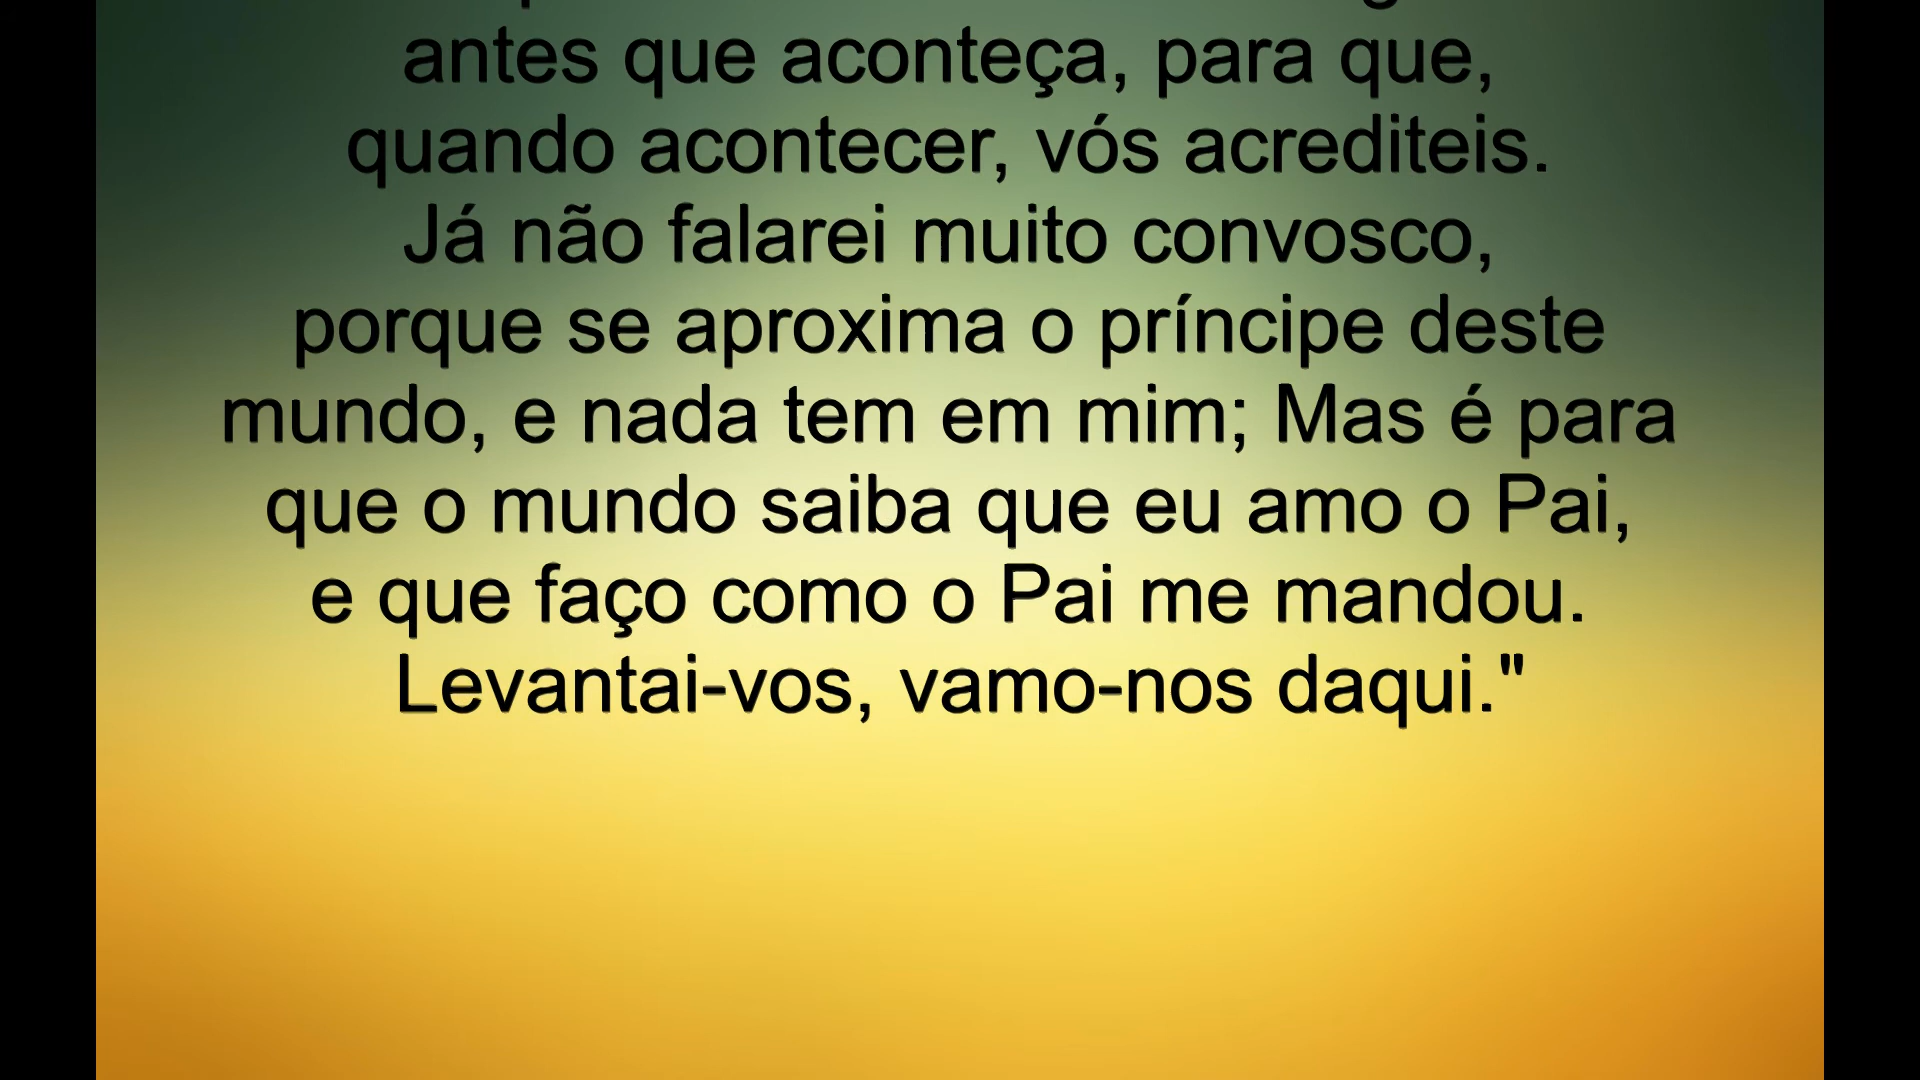 antes que aconteça, para que,
quando acontecer, vós acrediteis.
Já não falarei muito convosco,
porque se aproxima o príncipe deste
mundo, e nada tem em mim; Mas é para
que o mundo saiba que eu amo o Pai,
e que faço como o Pai me mandou.
Levantai-vos, vamo-nos daqui."